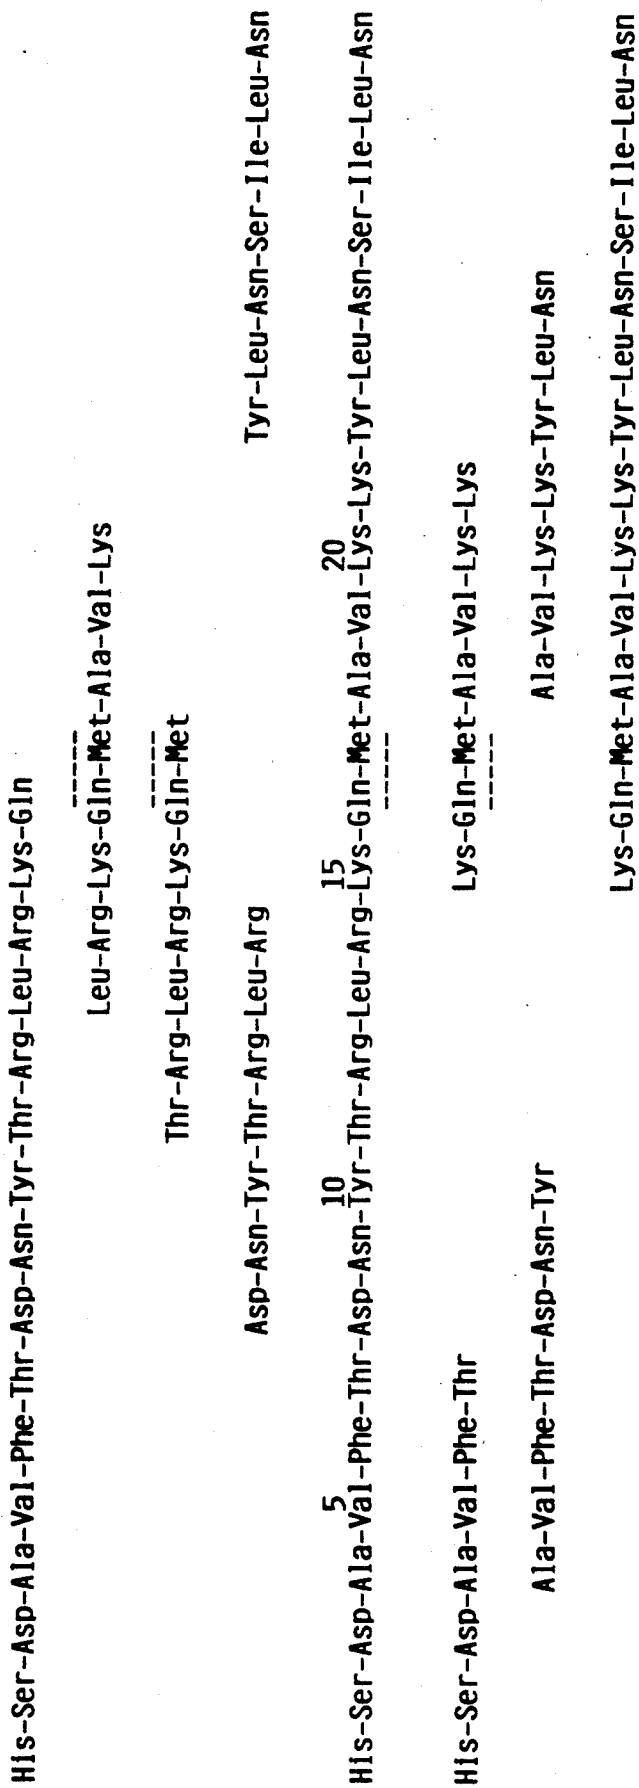 His-Ser-Asp-Ala-Val-Phe-Thr-Asp-Asn-Tyr-Thr-Arg-Leu-Arg-Lys-Gln
Leu-Arg-Lys-Gln-Met-Ala-Val-Lys
Thr-Arg-Leu-Arg-Lys-Gln-Met
Asp-Asn-Tyr-Thr-Arg-Leu-Arg Tyr-Leu-Asn-Ser-Ile-Leu-Asn
5 10 15 20
His-Ser-Asp-Ala-Val-Phe-Thr-Asp-Asn-Tyr-Thr-Arg-Leu-Arg-Lys-Gln-Met-Ala-Val-Lys-Lys-Tyr-Leu-Asn-Ser-Ile-Leu-Asn
His-Ser-Asp-Ala-Val-Phe-Thr Lys-Gln-Met-Ala-Val-Lys-Lys
Ala-Val-Phe-Thr-Asp-Asn-Tyr Ala-Val-Lys-Lys-Tyr-Leu-Asn
Lys-Gln-Met-Ala-Val-Lys-Lys-Tyr-Leu-Asn-Ser-Ile-Leu-Asn